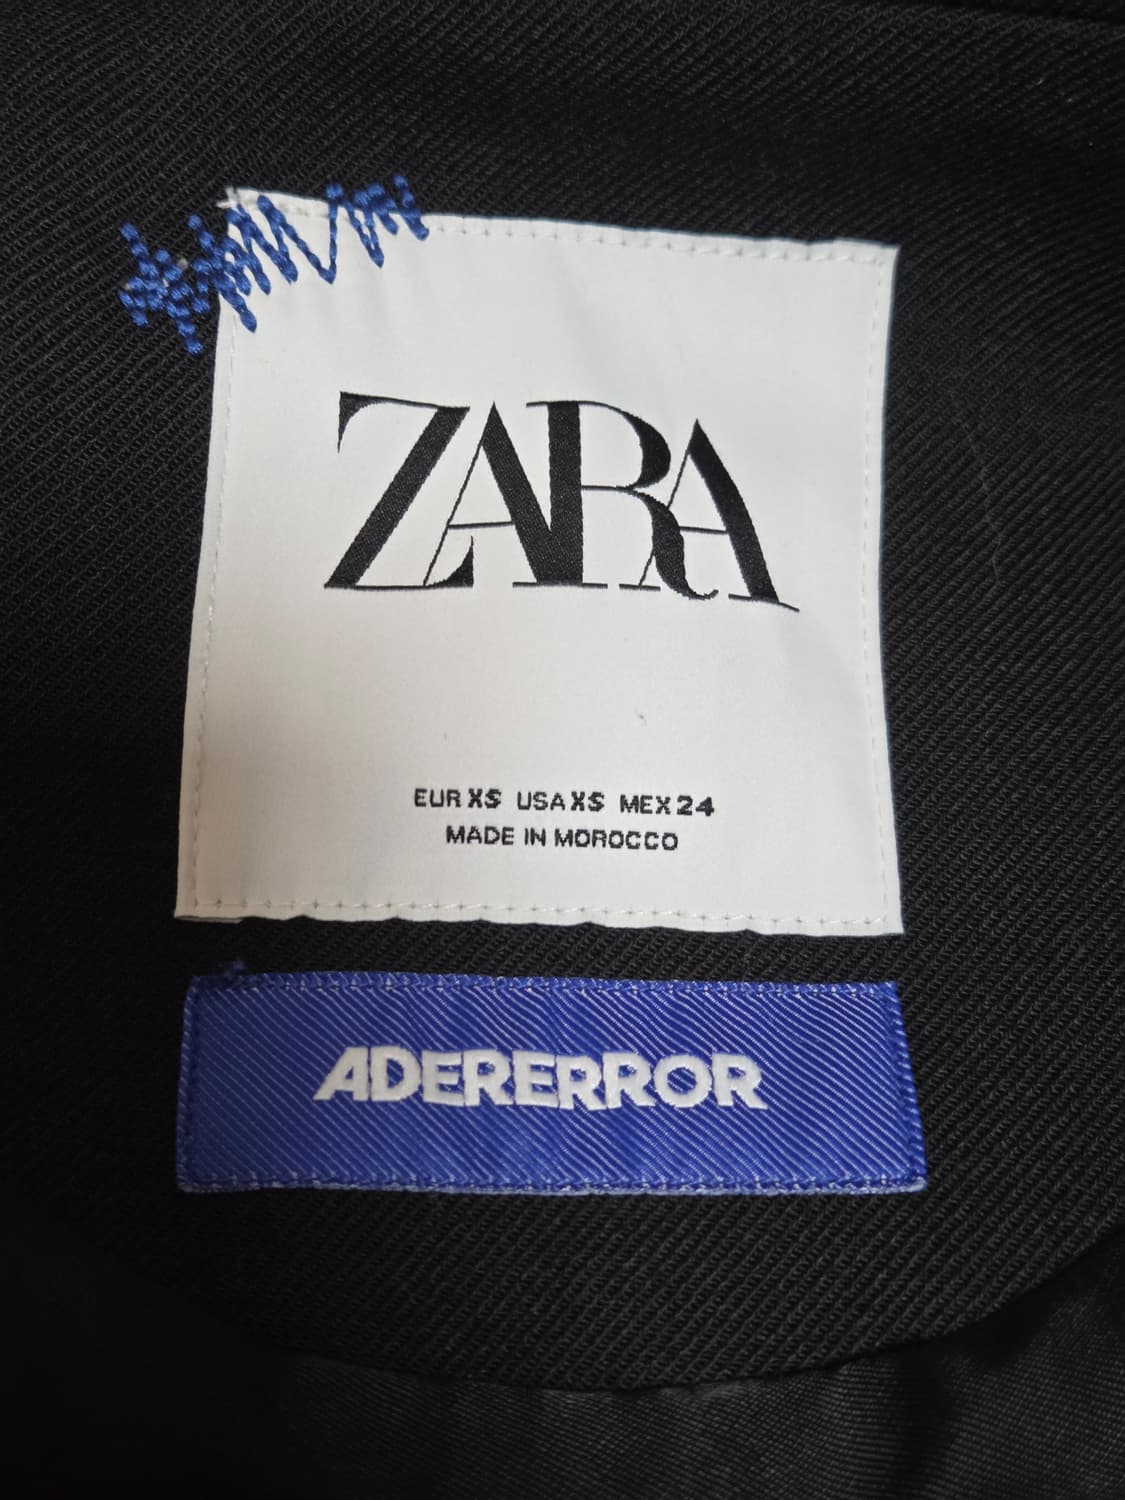 ZARA
EUR XS USA XS MEX 24
MADE IN MOROCCO
ADERERROR